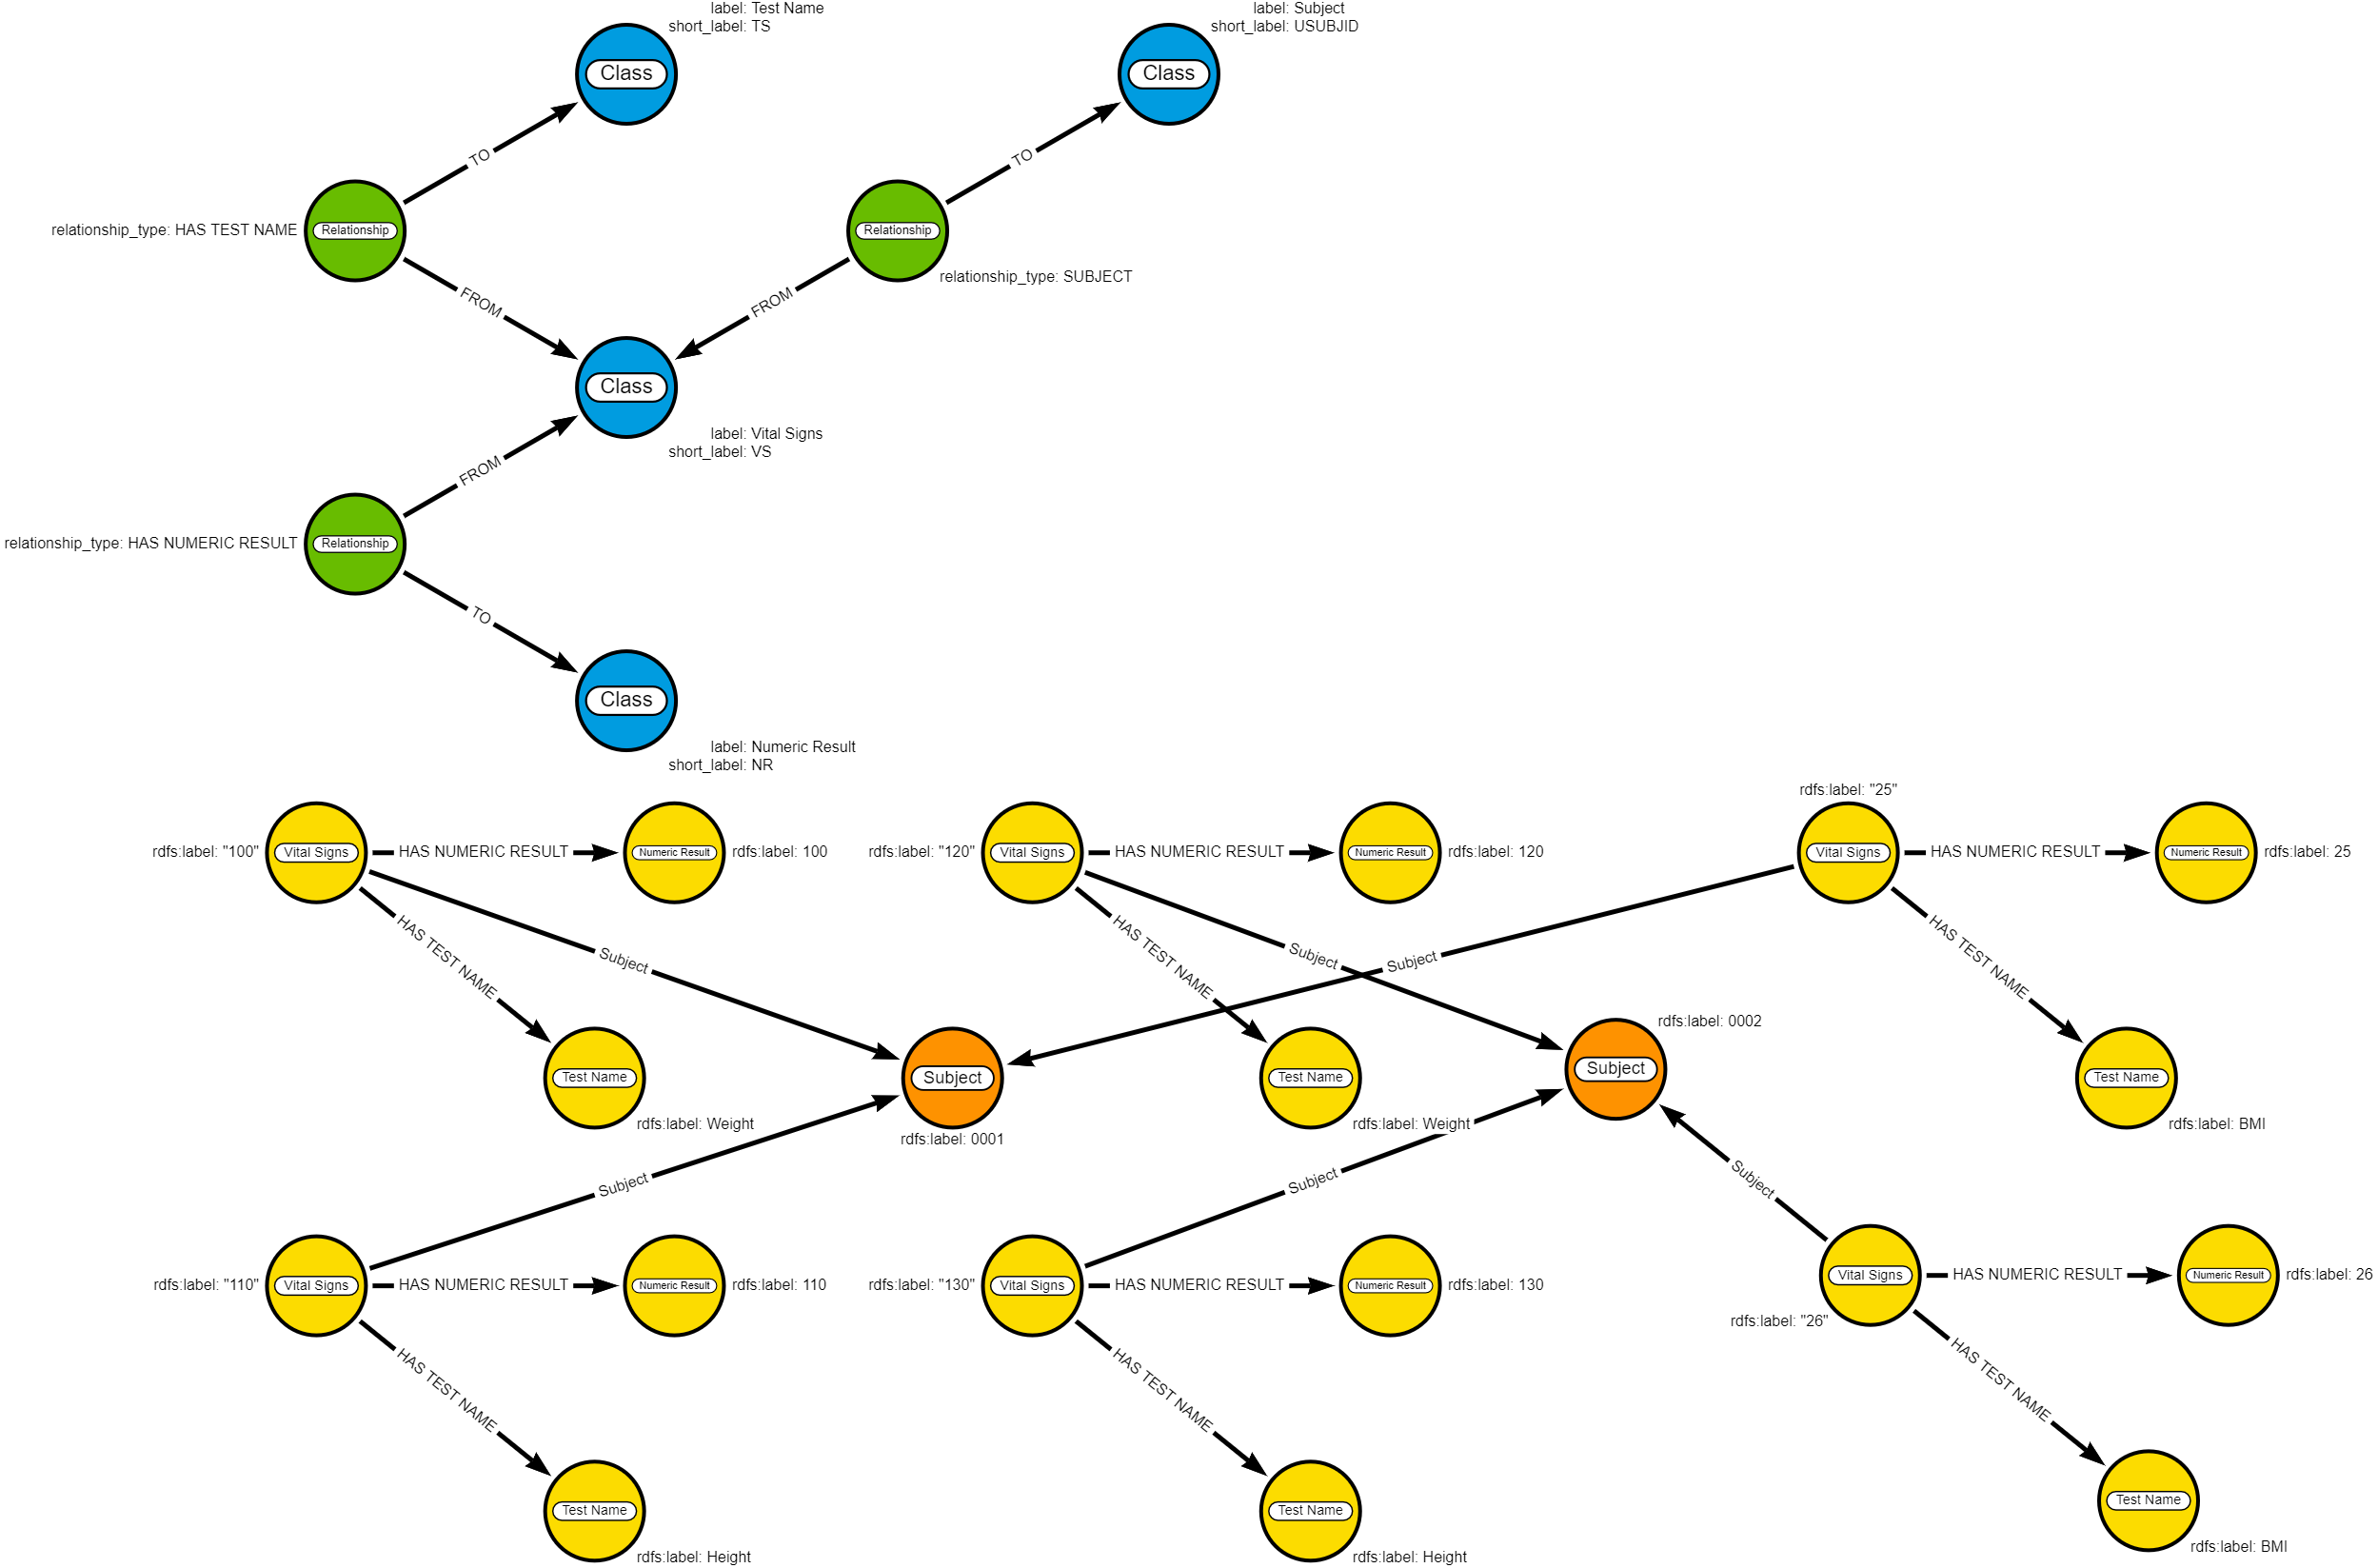 label: Test Name
short_label: TS
Class
label: Subject
short_label: USUBJID
Class
TO
TO
relationship_type: HAS TEST NAME
Relationship
Relationship
relationship_type: SUBJECT
FROM
FROM
Class
label: Vital Signs
short_label: VS
FROM
relationship_type: HAS NUMERIC RESULT
Relationship
TO
Class
label: Numeric Result
short_label: NR
rdfs:label: "100"
Vital Signs
HAS NUMERIC RESULT
Numeric Result
rdfs:label: 100
rdfs:label: "120"
Vital Signs
HAS NUMERIC RESULT
Numeric Result
rdfs:label: 120
rdfs:label: "25"
Vital Signs
HAS NUMERIC RESULT
Numeric Result
rdfs:label: 25
HAS TEST NAME
Subject
HAS TEST NAME
Subject
Subject
HAS TEST NAME
Test Name
rdfs:label: Weight
Subject
rdfs:label: 0001
Test Name
rdfs:label: Weight
rdfs:label: 0002
Subject
Test Name
rdfs:label: BMI
Subject
Subject
Subject
rdfs:label: "110"
Vital Signs
HAS NUMERIC RESULT
Numeric Result
rdfs:label: 110
rdfs:label: "130"
Vital Signs
HAS NUMERIC RESULT
Numeric Result
rdfs:label: 130
Vital Signs
rdfs:label: "26"
HAS NUMERIC RESULT
Numeric Result
rdfs:label: 26
HAS TEST NAME
HAS TEST NAME
HAS TEST NAME
Test Name
rdfs:label: Height
Test Name
rdfs:label: Height
Test Name
rdfs:label: BMI